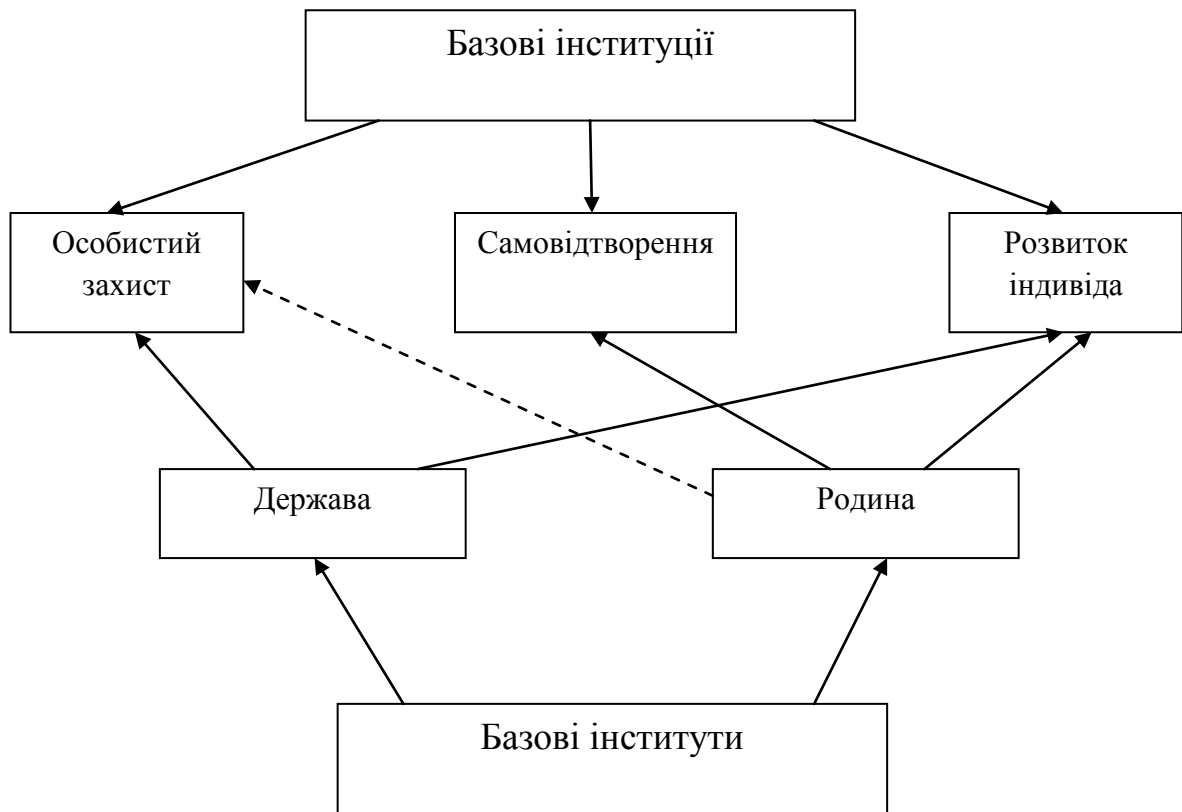 Базові інституції
Особистий
захист
Самовідтворення
Розвиток
індивіда
Держава
Родина
Базові інститути